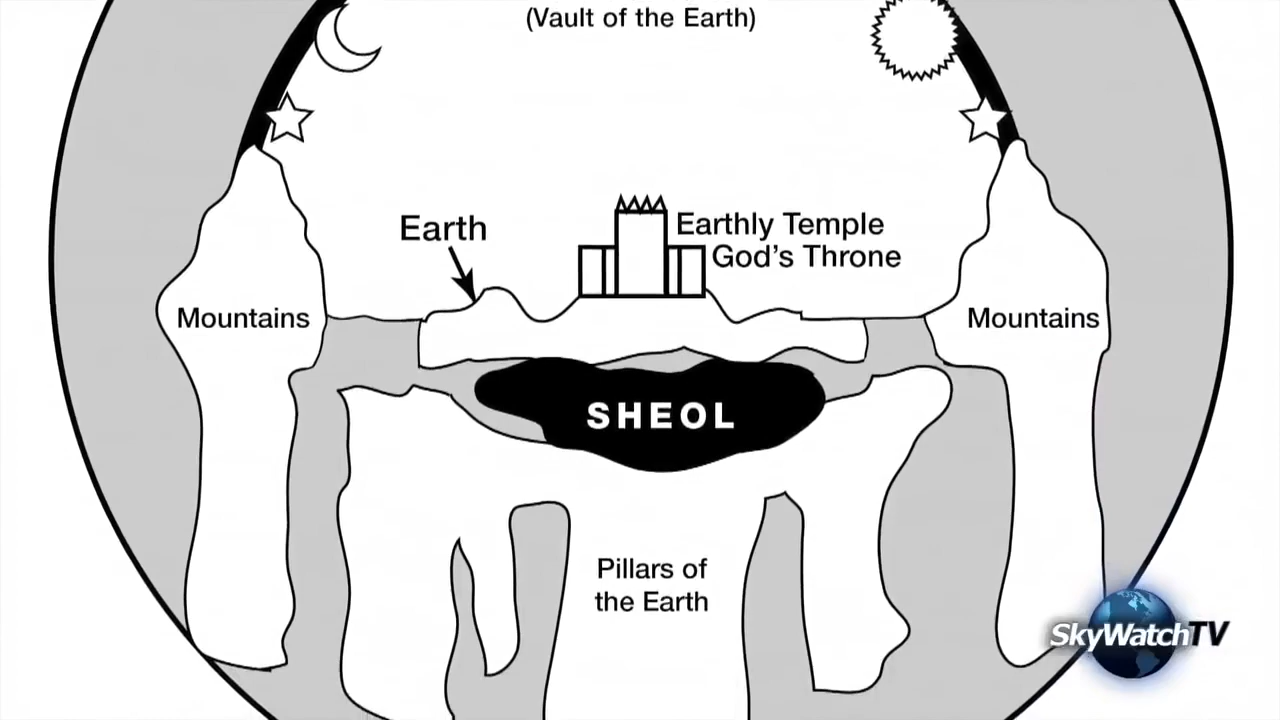 (Vault of the Earth)
Earth
Earthly Temple
God's Throne
Mountains
Mountains
SHEOL
Pillars of
the Earth
SkyWatchTV